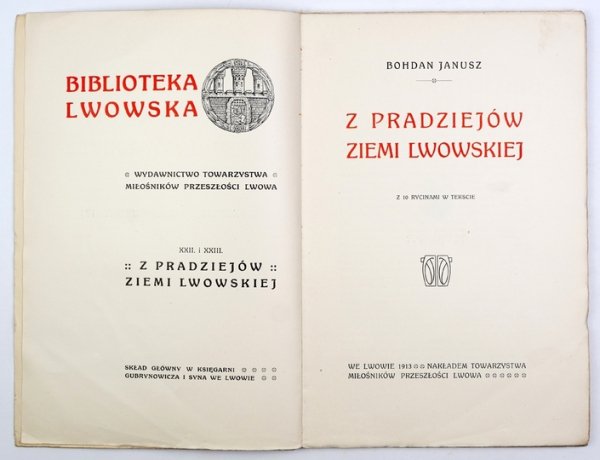 BIBLIOTEKA
LWOWSKA
WYDAWNICTWO TOWARZYSTWA
MIŁOŚNIKÓW PRZESZŁOŚCI LWOWA
XXII. i XXIII.
:: Z PRADZIEJÓW ::
ZIEMI LWOWSKIEJ
SKŁAD GŁÓWNY W KSIĘGARNI
GUBRYNOWICZA I SYNA WE LWOWIE
BOHDAN JANUSZ
Z PRADZIEJÓW
ZIEMI LWOWSKIEJ
Z 10 RYCINAMI W TEKSCIE
WE LWOWIE 1913 NAKŁADEM TOWARZYSTWA
MIŁOŚNIKÓW PRZESZŁOŚCI LWOWA